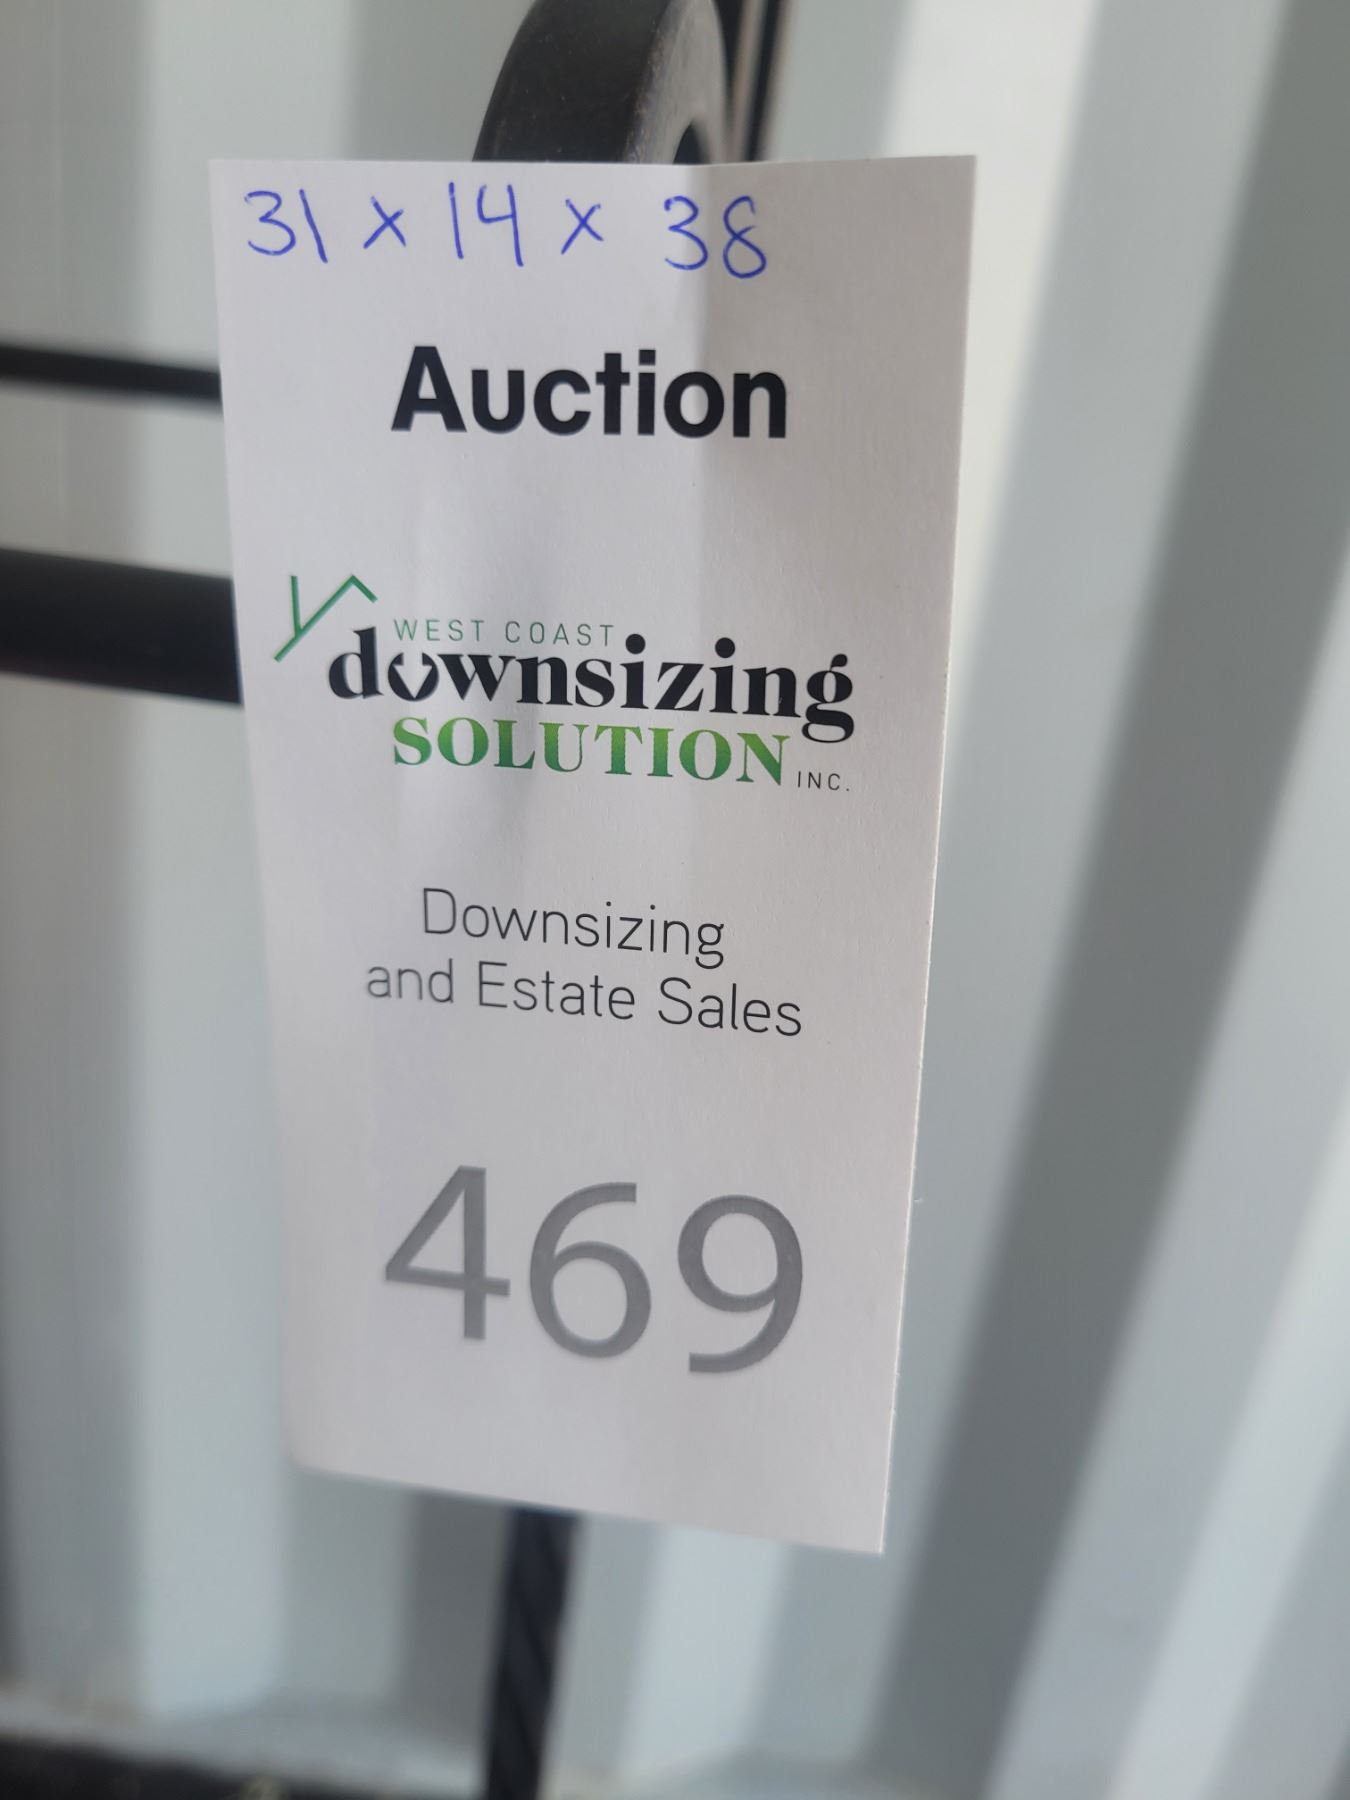 31 x 14 x 38
Auction
WEST COAST
downsizing
SOLUTION INC.
Downsizing
and Estate Sales
469